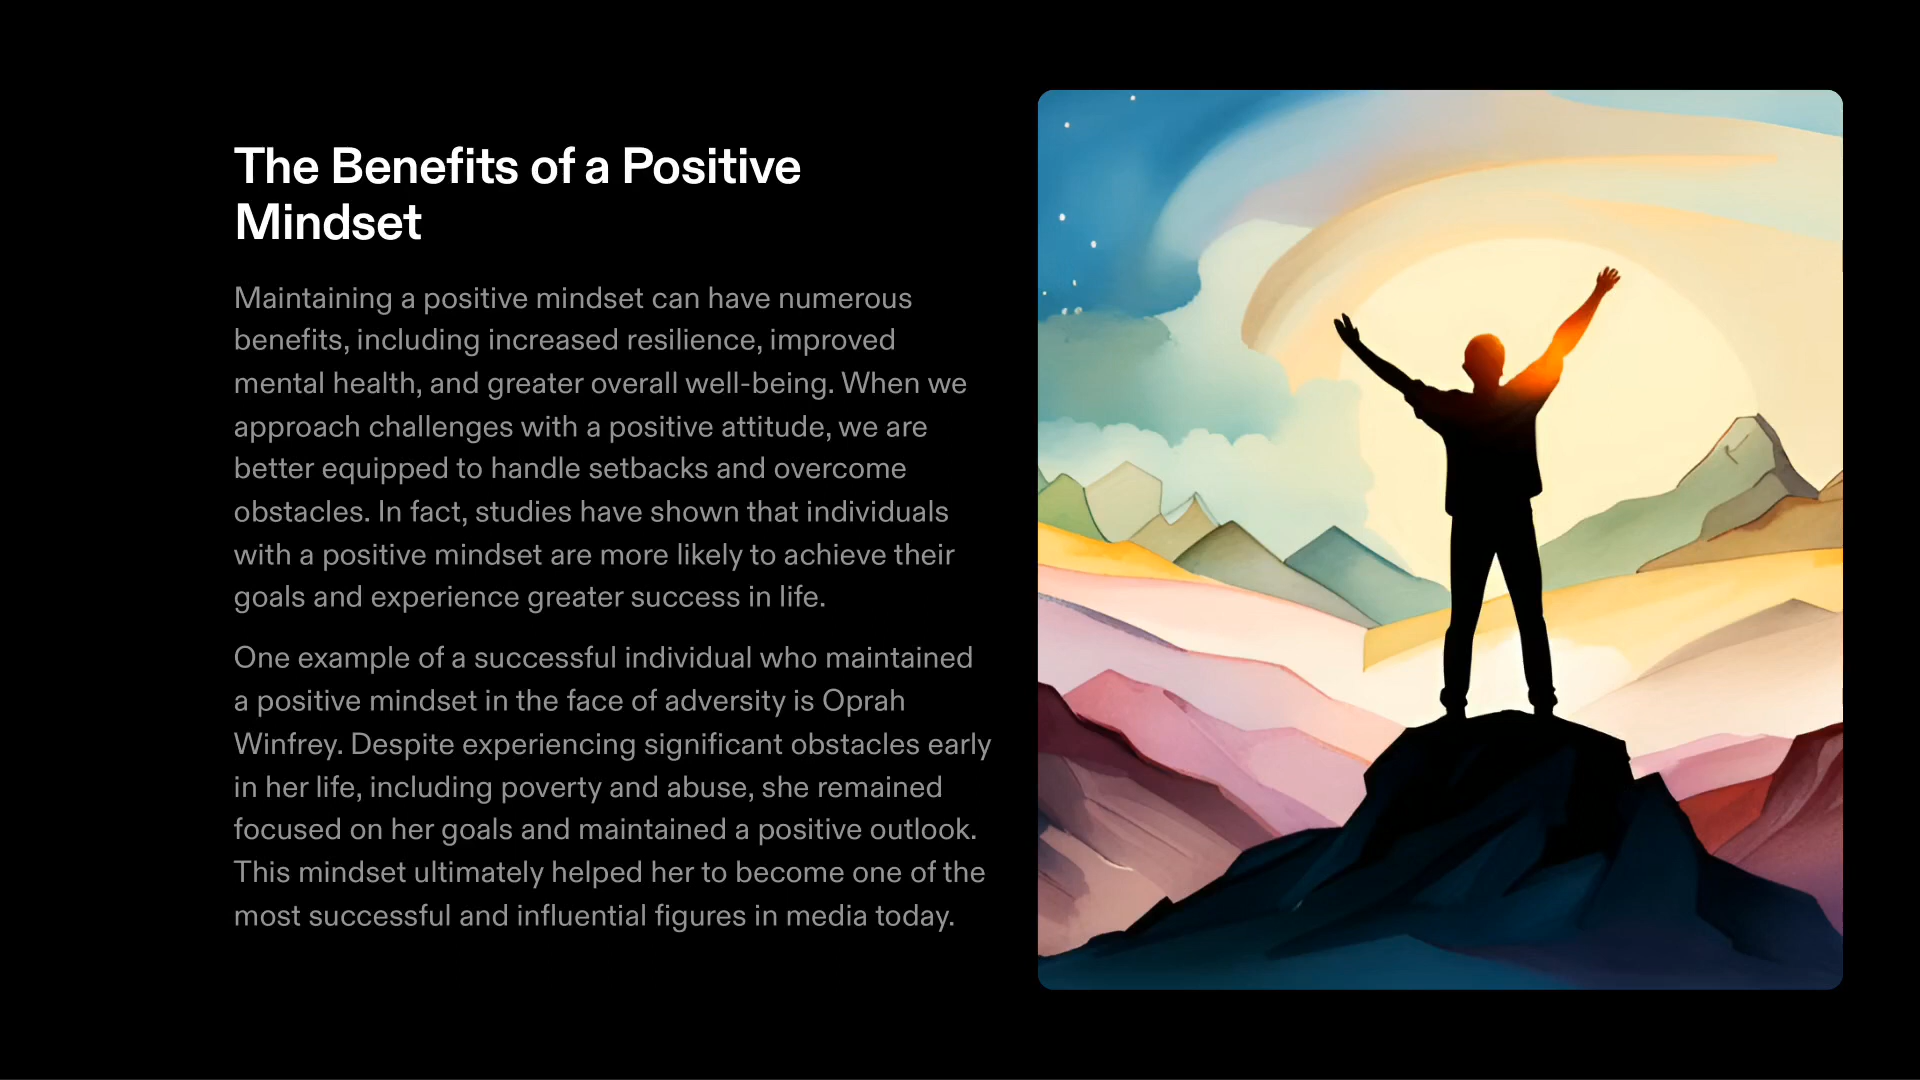 The Benefits of a Positive
Mindset
Maintaining a positive mindset can have numerous
benefits, including increased resilience, improved
mental health, and greater overall well-being. When we
approach challenges with a positive attitude, we are
better equipped to handle setbacks and overcome
obstacles. In fact, studies have shown that individuals
with a positive mindset are more likely to achieve their
goals and experience greater success in life.
One example of a successful individual who maintained
a positive mindset in the face of adversity is Oprah
Winfrey. Despite experiencing significant obstacles early
in her life, including poverty and abuse, she remained
focused on her goals and maintained a positive outlook.
This mindset ultimately helped her to become one of the
most successful and influential figures in media today.